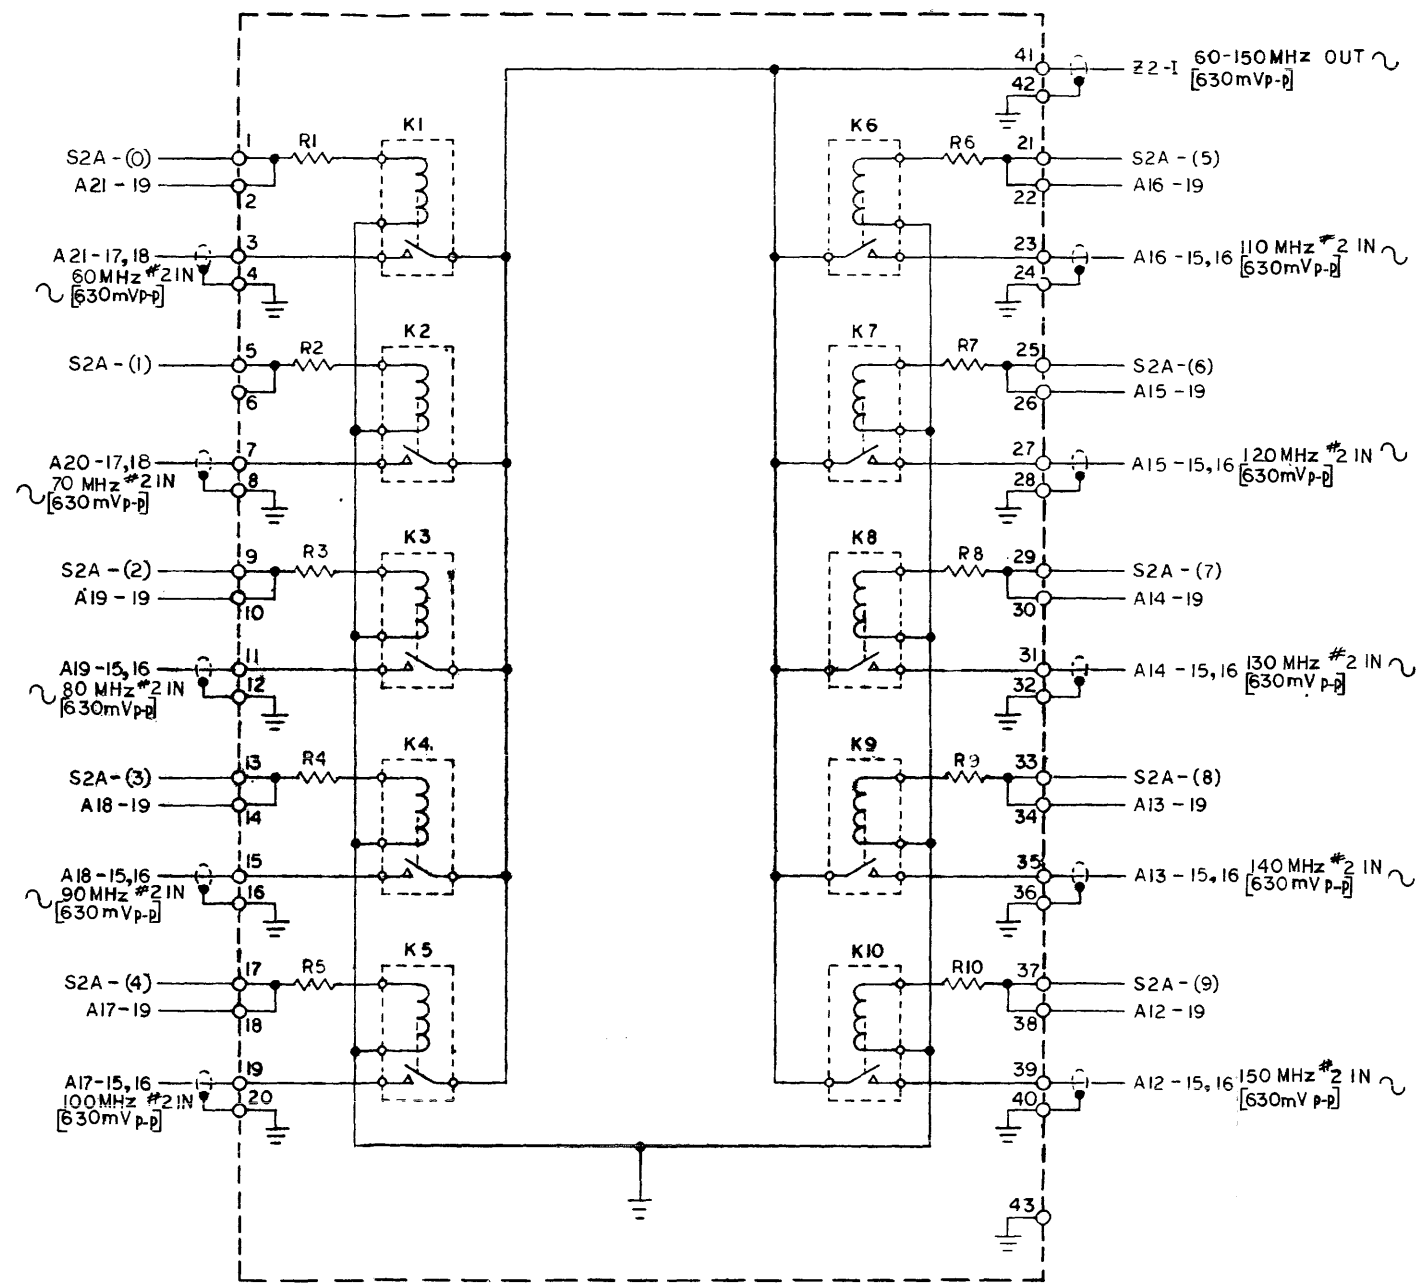 41
Z2-1 60-150MHz OUT
[630mVp-p]
42
K1
K6
1
R1
R6
21
S2A-(0)
S2A-(5)
A21-19
A16-19
2
22
3
23
A21-17,18
A16-15,16 110 MHz #2 IN
60MHz #2 IN
[630mVp-p]
4
24
[630mVp-p]
K2
K7
5
R2
R7
25
S2A-(1)
S2A-(6)
6
26
A15-19
7
27
A20-17,18
A15-15,16 120MHz #2 IN
70 MHz #2 IN
[630mVp-p]
8
28
[630mVp-p]
K3
K8
9
R3
R8
29
S2A-(2)
S2A-(7)
A19-19
A14-19
10
30
11
31
A19-15,16
A14-15,16 130 MHz #2 IN
80 MHz #2 IN
[630mVp-p]
12
32
[630mVp-p]
K4
K9
13
R4
R9
33
S2A-(3)
S2A-(8)
A18-19
A13-19
14
34
15
35
A18-15,16
A13-15,16 140 MHz #2 IN
90MHz #2 IN
[630mVp-p]
16
36
[630mVp-p]
K5
K10
17
R5
R10
37
S2A-(4)
S2A-(9)
A17-19
A12-19
18
38
19
39
A17-15,16
A12-15,16 150 MHz #2 IN
100MHz #2 IN
[630mVp-p]
20
40
[630mVp-p]
43